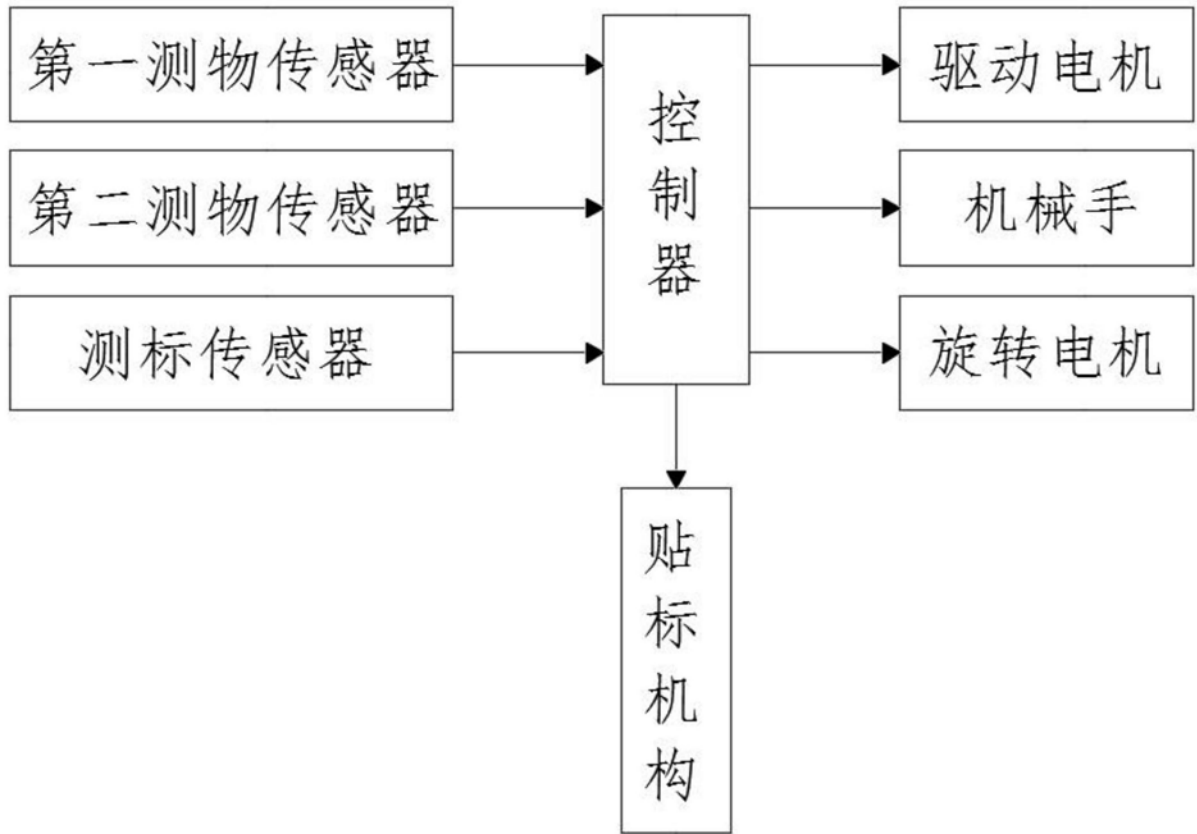 第一测物传感器
第二测物传感器
测标传感器
控制器
驱动电机
机械手
旋转电机
贴标机构